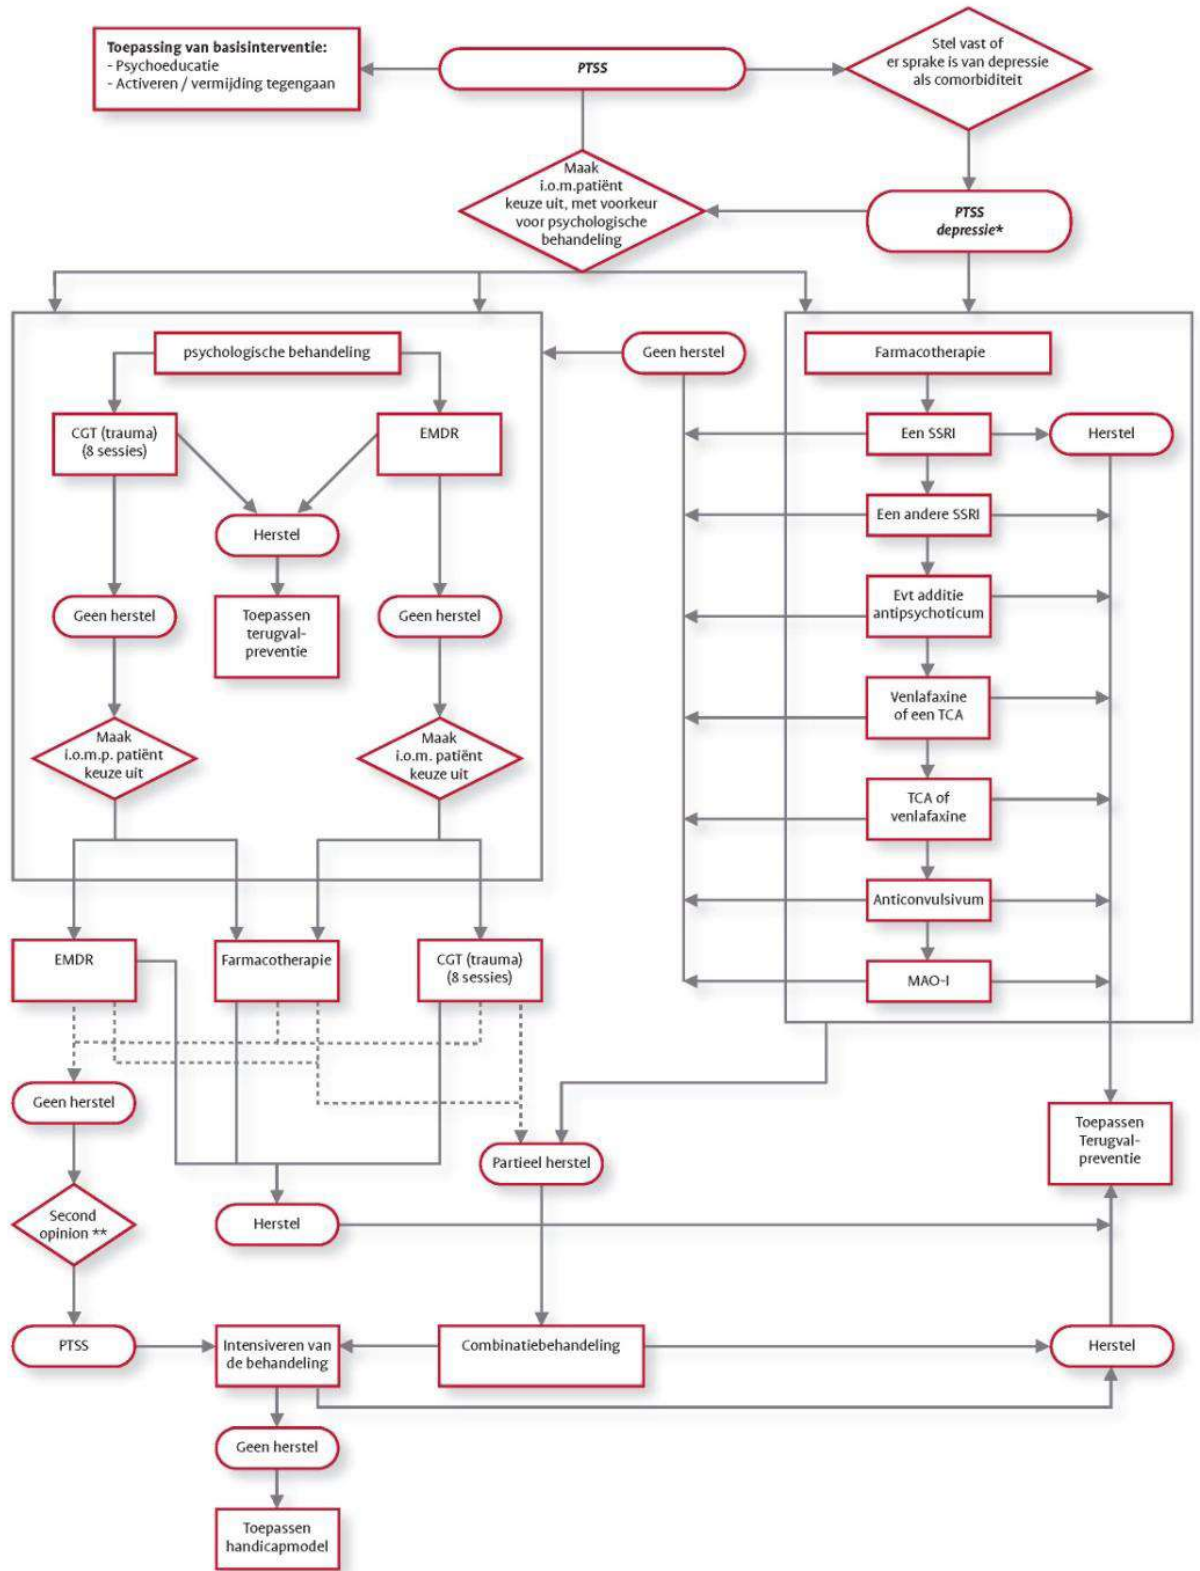 Toepassing van basisinterventie:
- Psychoeducatie
- Activeren / vermijding tegengaan
PTSS
Stel vast of
er sprake is van depressie
als comorbiditeit
Maak
i.o.m.patiënt
keuze uit, met voorkeur
voor psychologische
behandeling
PTSS
depressie*
psychologische behandeling
Geen herstel
Farmacotherapie
CGT (trauma)
(8 sessies)
EMDR
Een SSRI
Herstel
Herstel
Een andere SSRI
Geen herstel
Toepassen
terugval-
preventie
Geen herstel
Evt additie
antipsychoticum
Venlafaxine
of een TCA
Maak
i.o.m.p. patiënt
keuze uit
Maak
i.o.m. patiënt
keuze uit
TCA of
venlafaxine
Anticonvulsivum
MAO-I
EMDR
Farmacotherapie
CGT (trauma)
(8 sessies)
Geen herstel
Partieel herstel
Toepassen
Terugval-
preventie
Second
opinion **
Herstel
PTSS
Intensiveren van
de behandeling
Combinatiebehandeling
Herstel
Geen herstel
Toepassen
handicapmodel